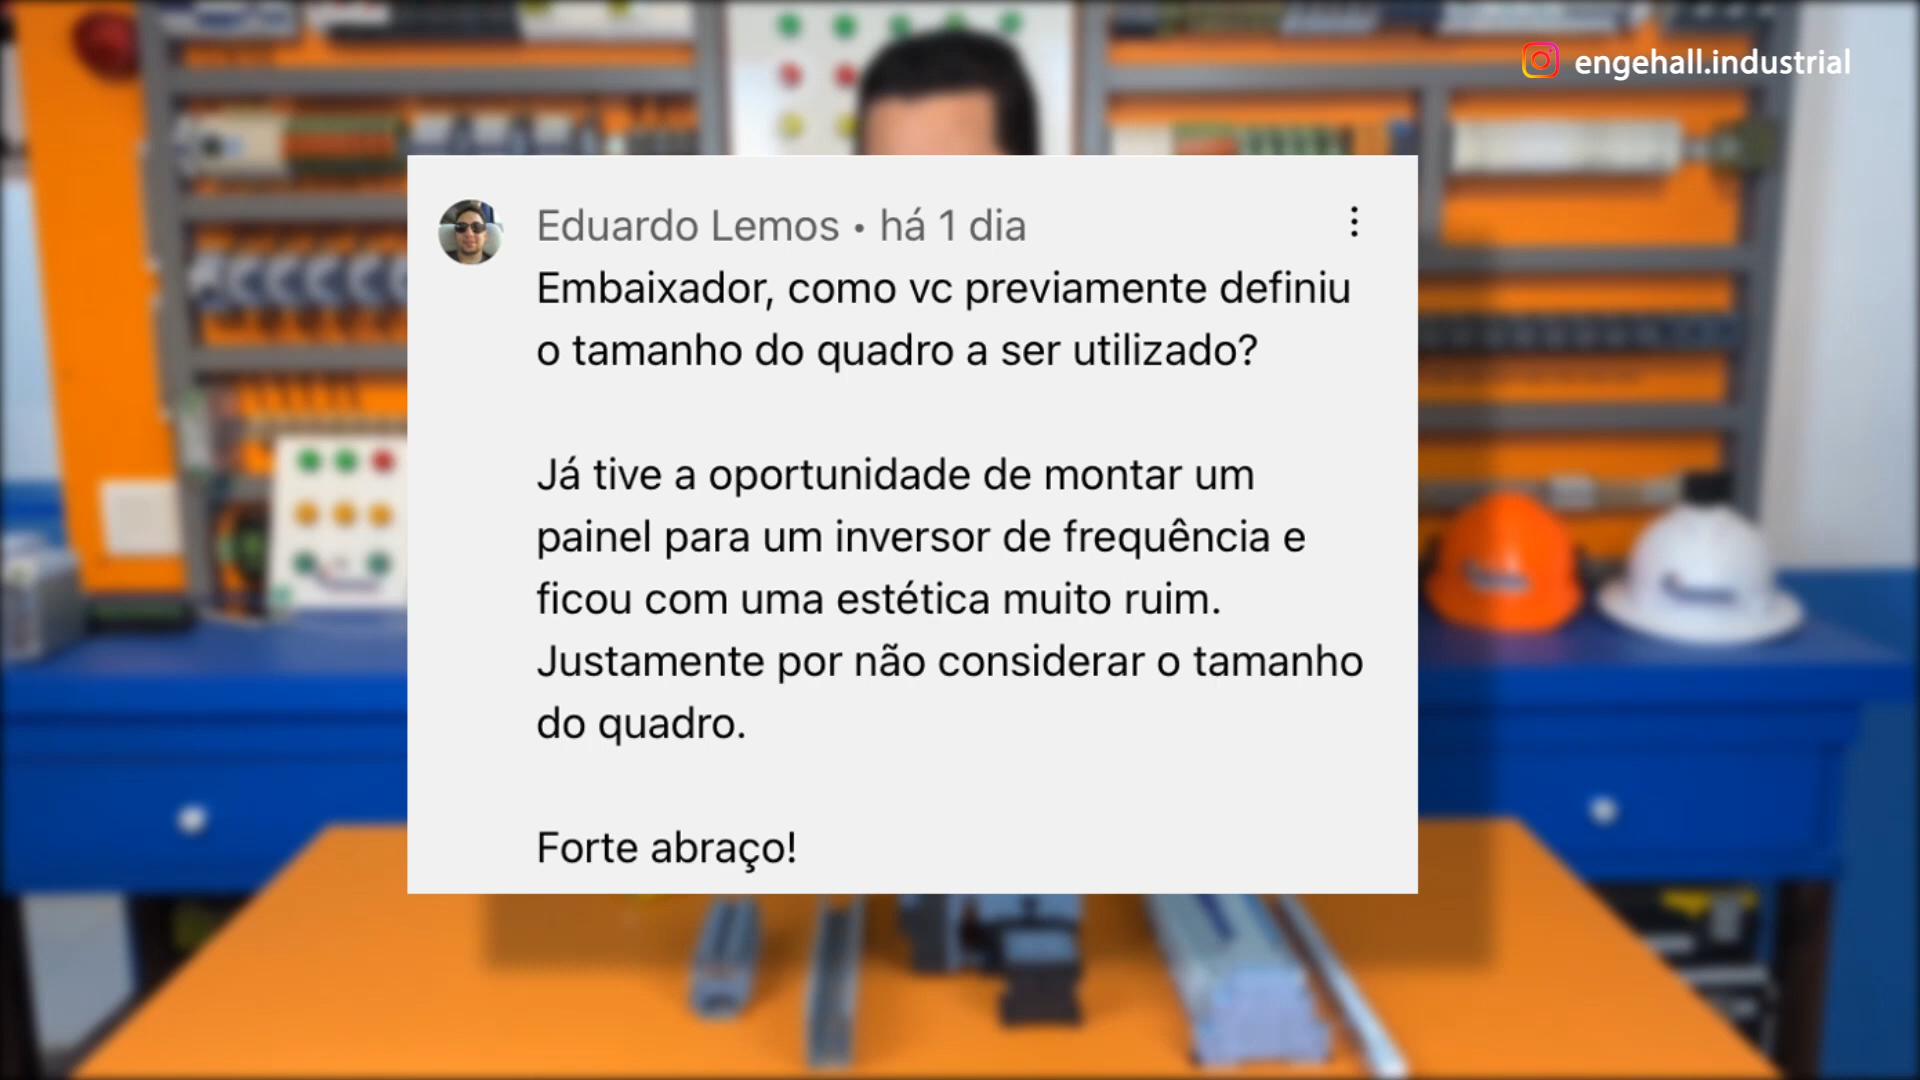 engehall.industrial
Eduardo Lemos • há 1 dia
Embaixador, como vc previamente definiu
o tamanho do quadro a ser utilizado?
Já tive a oportunidade de montar um
painel para um inversor de frequência e
ficou com uma estética muito ruim.
Justamente por não considerar o tamanho
do quadro.
Forte abraço!